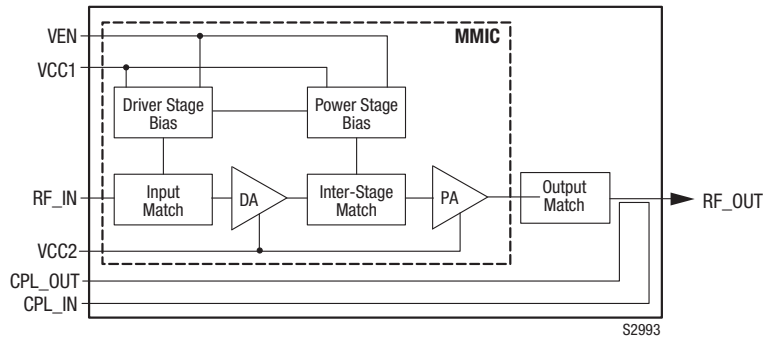 VEN
MMIC
VCC1
Driver Stage
Bias
Power Stage
Bias
RF_IN
Input
Match
DA
Inter-Stage
Match
PA
Output
Match
RF_OUT
VCC2
CPL_OUT
CPL_IN
S2993